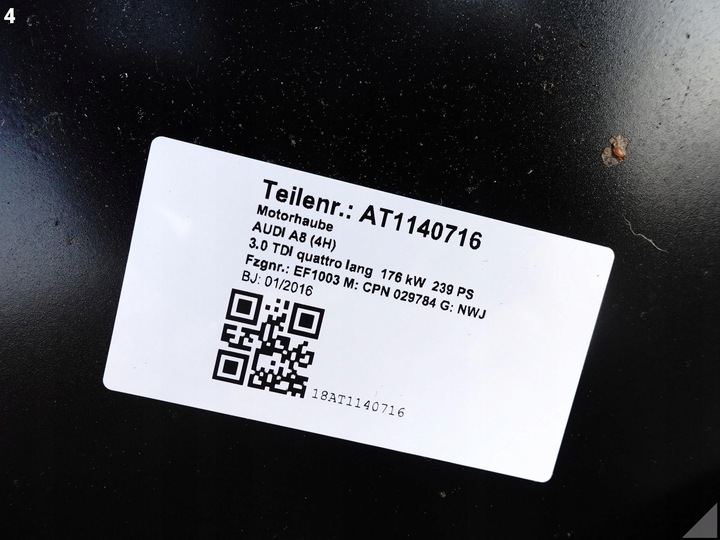 4
Teilenr.: AT1140716
Motorhaube
AUDI A8 (4H)
3.0 TDI quattro lang 176 kW 239 PS
Fzgnr.: EF1003 M: CPN 029784 G: NWJ
BJ: 01/2016
18AT1140716